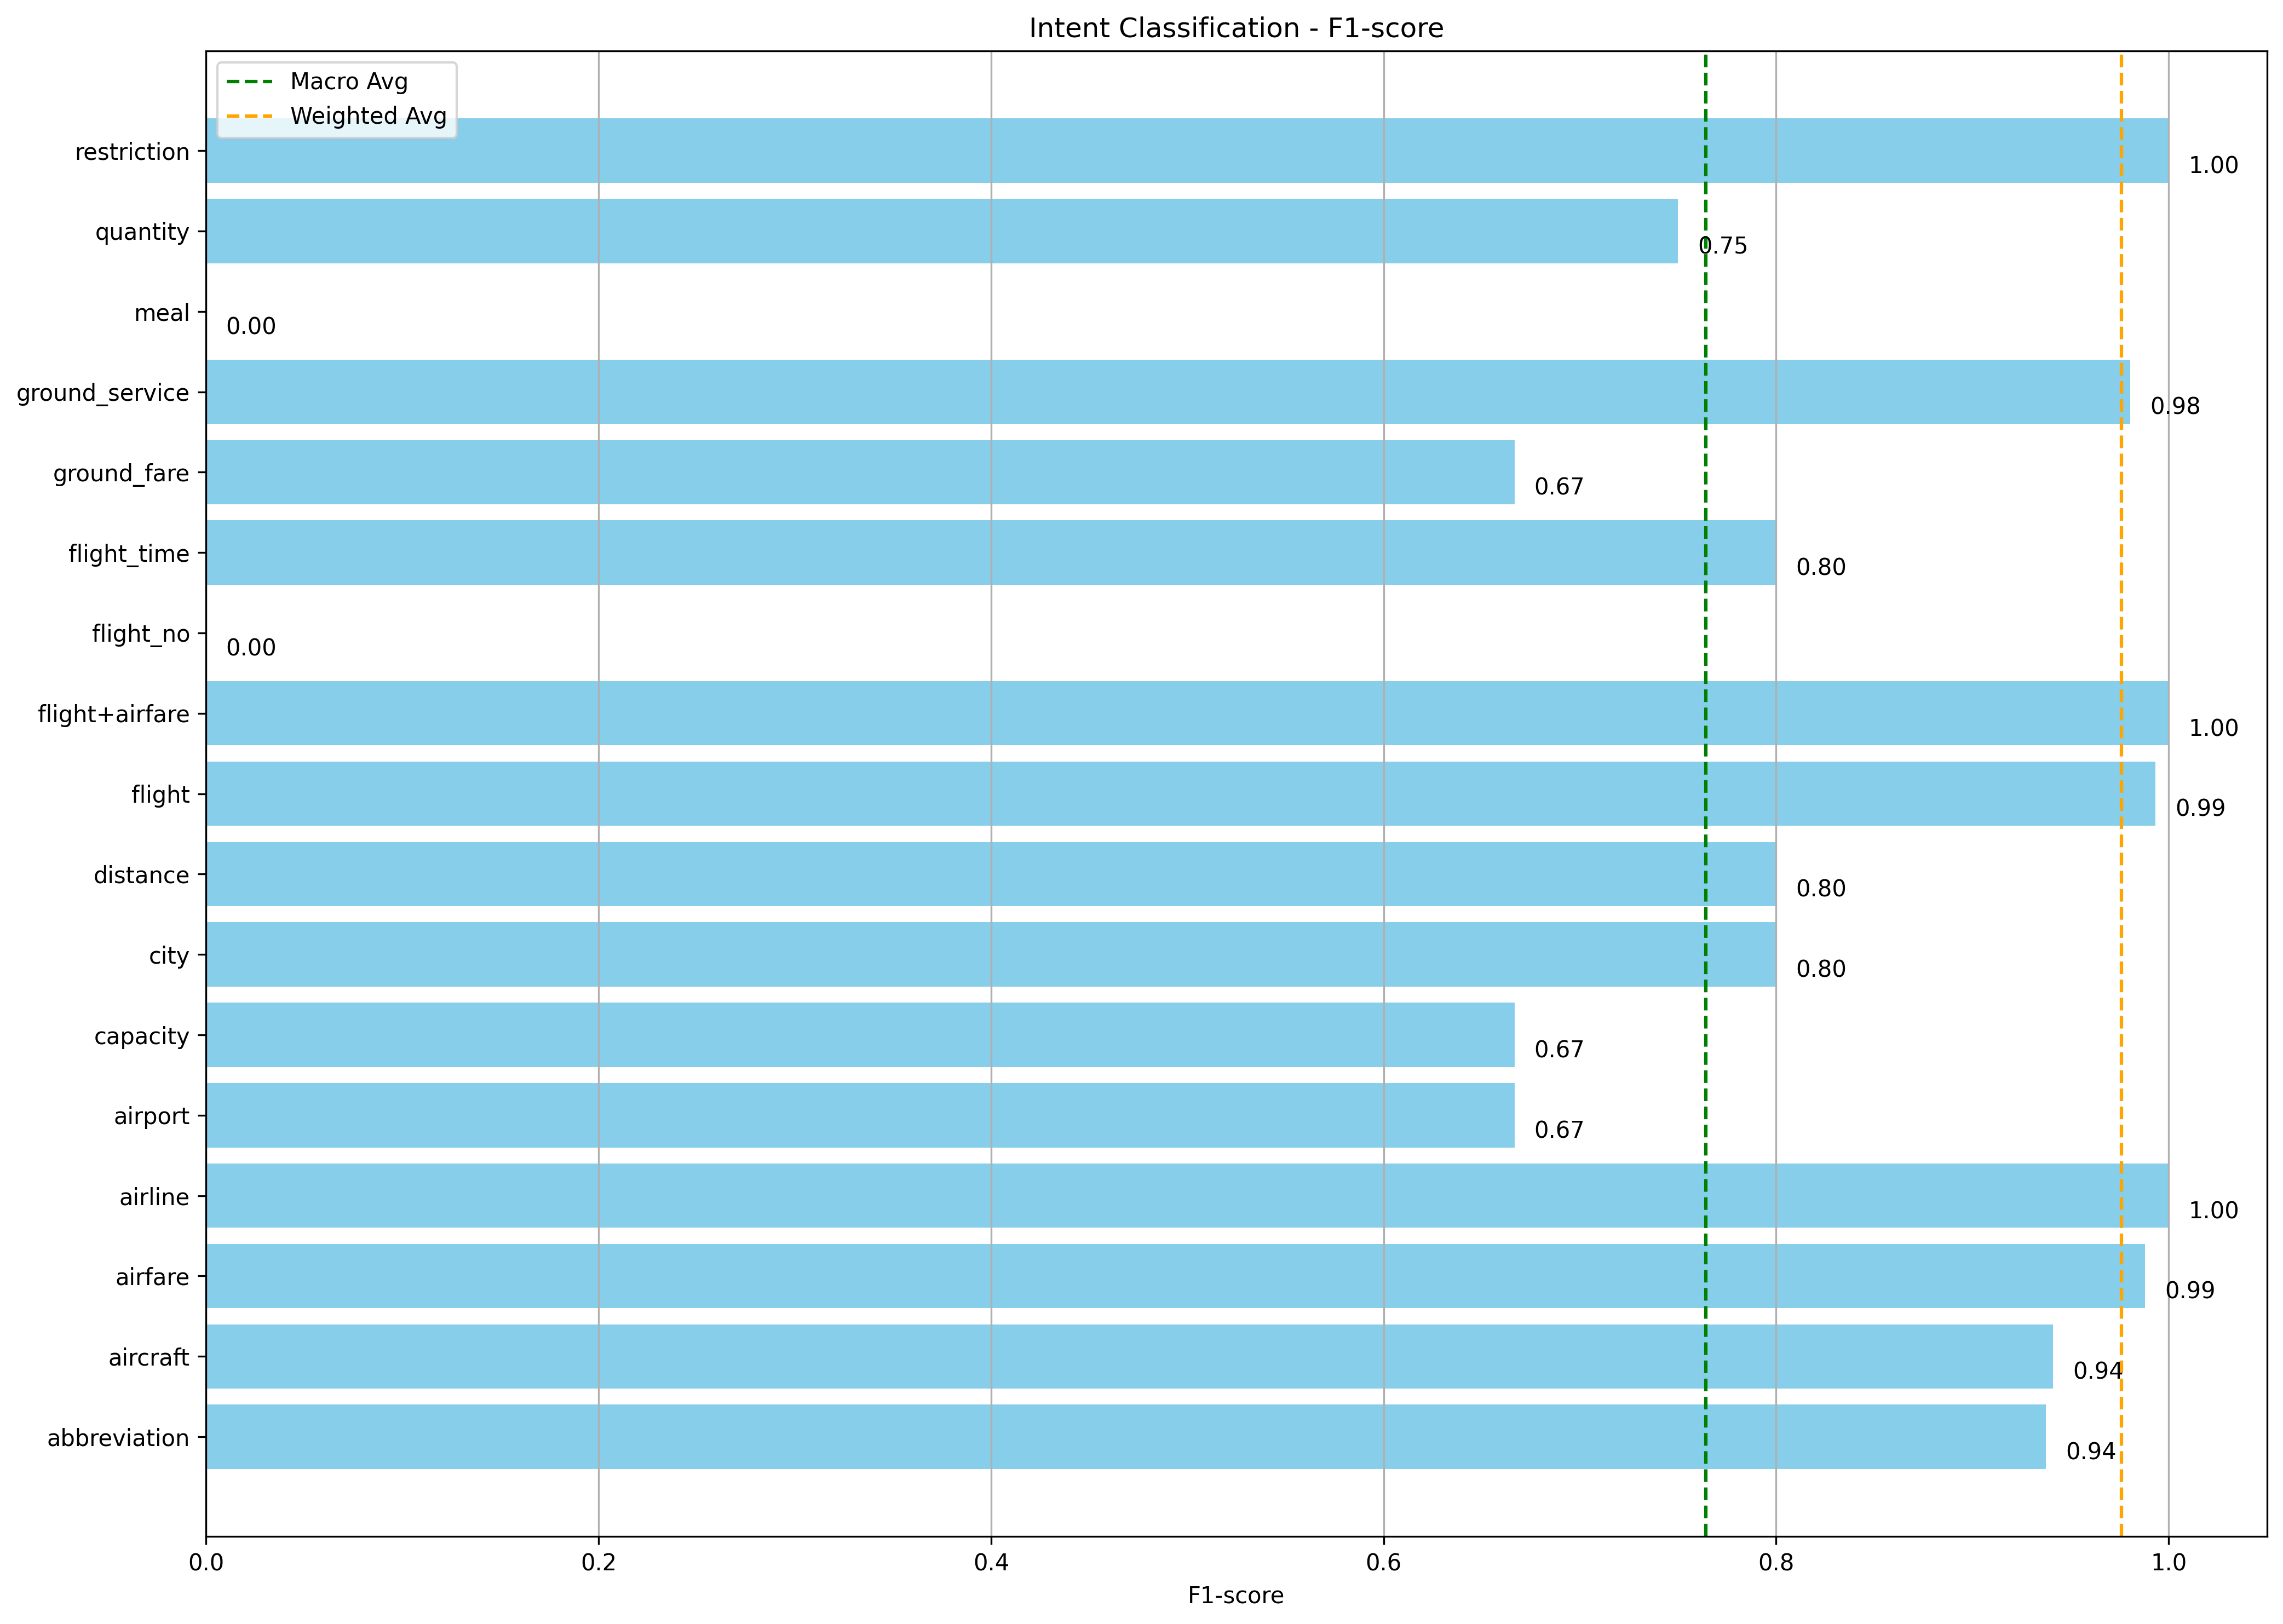 Intent Classification - F1-score
Macro Avg
Weighted Avg
restriction
1.00
quantity
0.75
meal
0.00
ground_service
0.98
ground_fare
0.67
flight_time
0.80
flight_no
0.00
flight+airfare
1.00
flight
0.99
distance
0.80
city
0.80
capacity
0.67
airport
0.67
airline
1.00
airfare
0.99
aircraft
0.94
abbreviation
0.94
0.0 0.2 0.4 0.6 0.8 1.0
F1-score